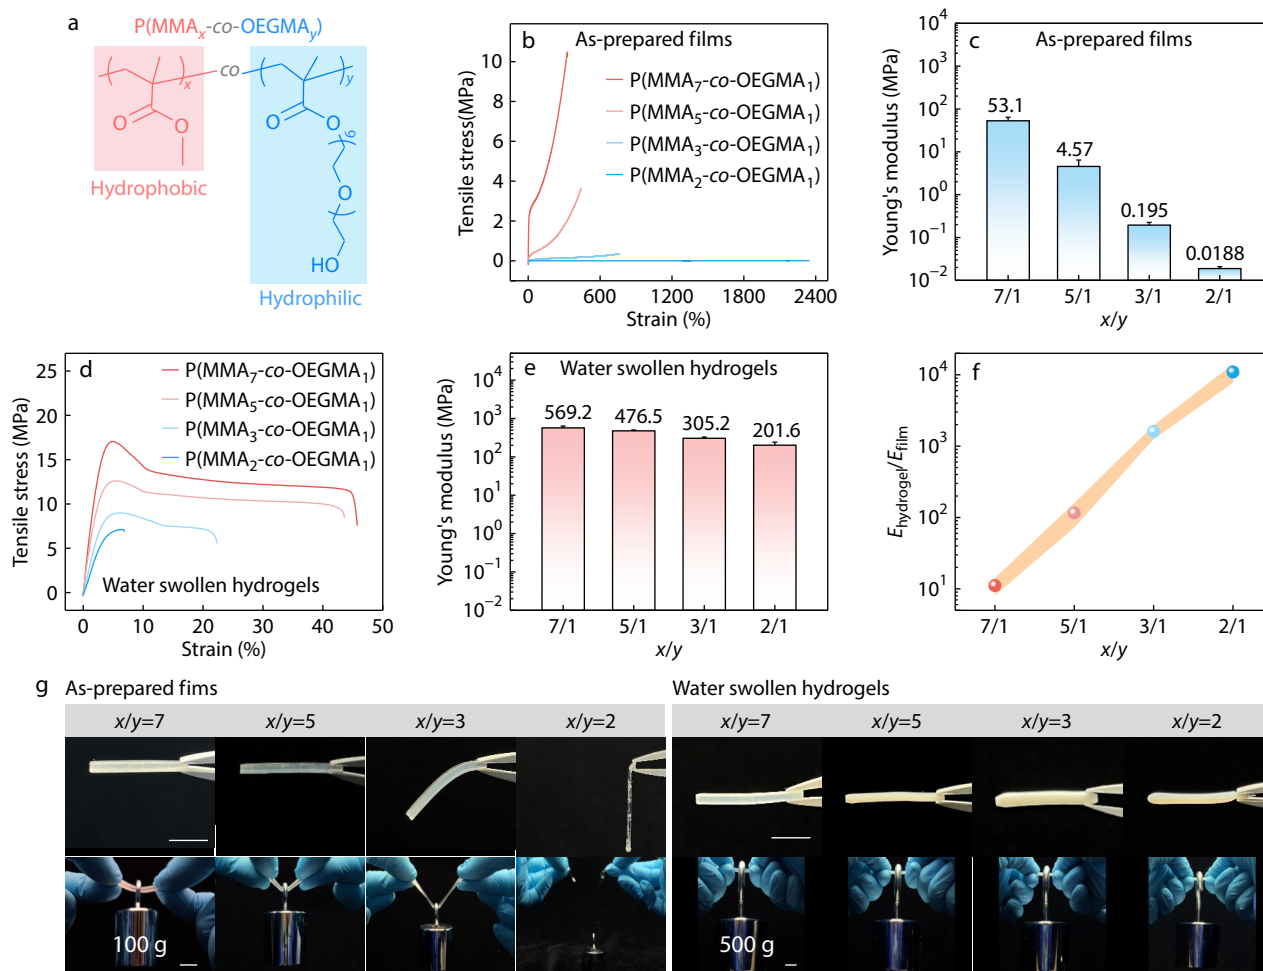 a
P(MMAx-co-OEGMAy)
x
co
y
O
O
O
O
6
O
HO
Hydrophobic
Hydrophilic
b
As-prepared films
P(MMA7-co-OEGMA1)
P(MMA5-co-OEGMA1)
P(MMA3-co-OEGMA1)
P(MMA2-co-OEGMA1)
Tensile stress(MPa)
10
8
6
4
2
0
0 600 1200 1800 2400
Strain (%)
c
As-prepared films
Young's modulus (MPa)
10^4
10^3
10^2
10^1
10^0
10^−1
10^−2
53.1
4.57
0.195
0.0188
7/1 5/1 3/1 2/1
x/y
d
P(MMA7-co-OEGMA1)
P(MMA5-co-OEGMA1)
P(MMA3-co-OEGMA1)
P(MMA2-co-OEGMA1)
Tensile stress (MPa)
25
20
15
10
5
0
Water swollen hydrogels
0 10 20 30 40 50
Strain (%)
e
Water swollen hydrogels
Young's modulus (MPa)
10^4
10^3
10^2
10^1
10^0
10^−1
10^−2
569.2
476.5
305.2
201.6
7/1 5/1 3/1 2/1
x/y
f
Ehydrogel/Efilm
10^4
10^3
10^2
10^1
7/1 5/1 3/1 2/1
x/y
g
As-prepared fims
x/y=7 x/y=5 x/y=3 x/y=2
100 g
Water swollen hydrogels
x/y=7 x/y=5 x/y=3 x/y=2
500 g